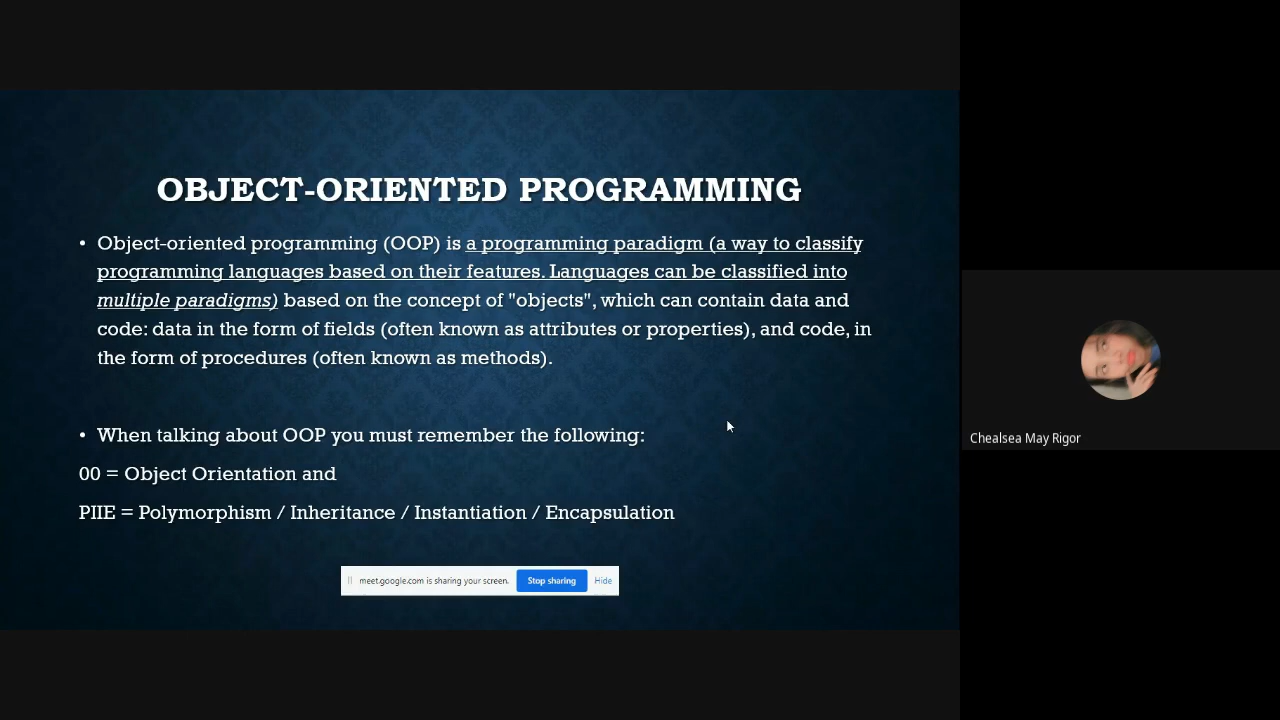 OBJECT-ORIENTED PROGRAMMING
• Object-oriented programming (OOP) is a programming paradigm (a way to classify
programming languages based on their features. Languages can be classified into
multiple paradigms) based on the concept of "objects", which can contain data and
code: data in the form of fields (often known as attributes or properties), and code, in
the form of procedures (often known as methods).
• When talking about OOP you must remember the following:
00 = Object Orientation and
PIIE = Polymorphism / Inheritance / Instantiation / Encapsulation
meet.google.com is sharing your screen. Stop sharing Hide
Chealsea May Rigor